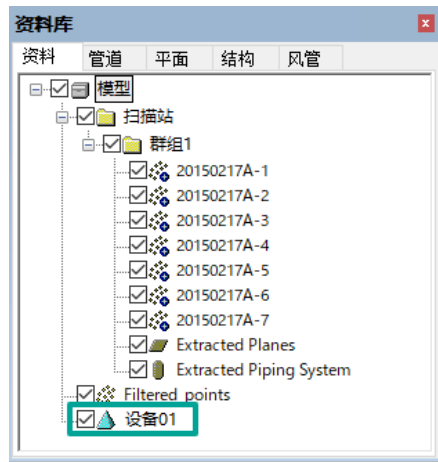 资料库
资料 管道 平面 结构 风管
模型
扫描站
群组1
20150217A-1
20150217A-2
20150217A-3
20150217A-4
20150217A-5
20150217A-6
20150217A-7
Extracted Planes
Extracted Piping System
Filtered points
设备01